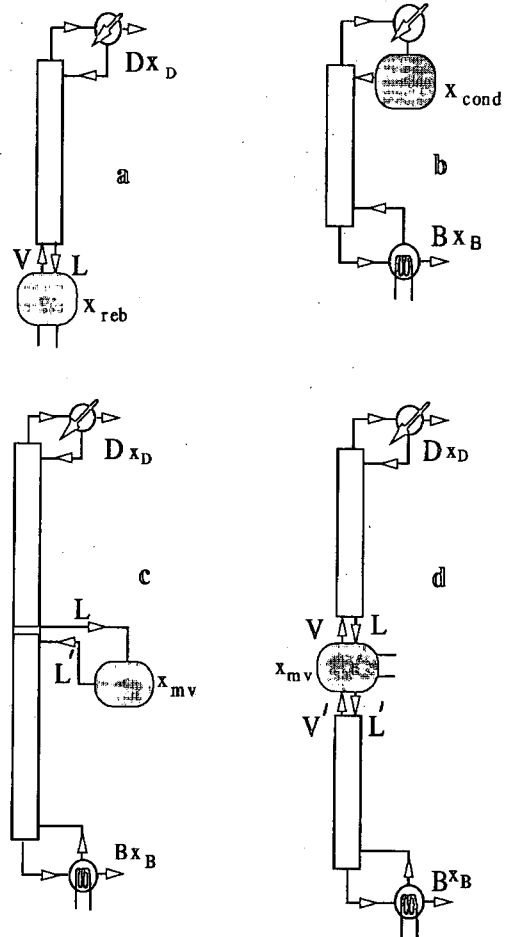 D x_D
x_cond
a
b
V
L
B x_B
x_reb
D x_D
D x_D
c
d
L
V
L
L'
x_mv
x_mv
V'
L'
B x_B
B x_B